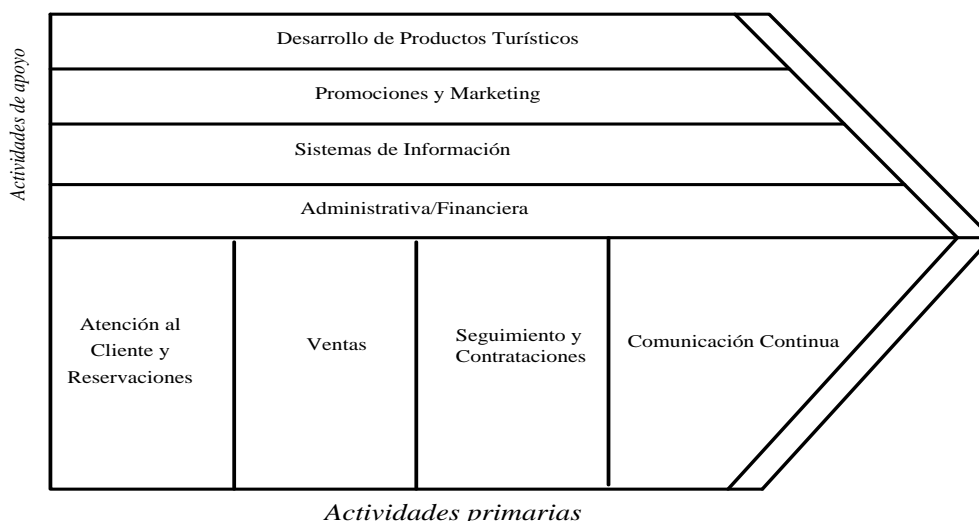 Actividades de apoyo
Desarrollo de Productos Turísticos
Promociones y Marketing
Sistemas de Información
Administrativa/Financiera
Atención al
Cliente y
Reservaciones
Ventas
Seguimiento y
Contrataciones
Comunicación Continua
Actividades primarias